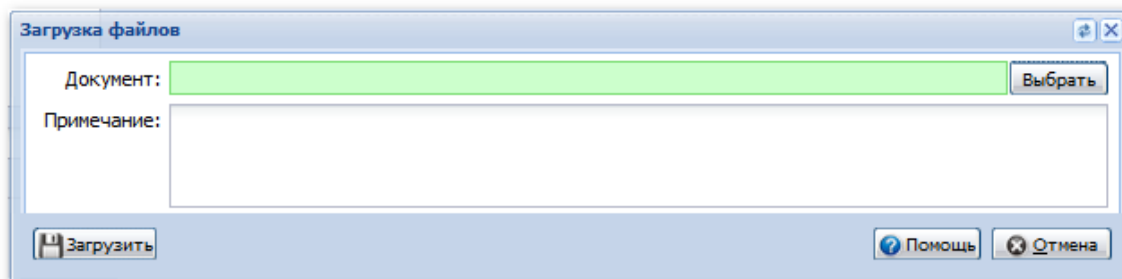 Загрузка файлов
Документ: Выбрать
Примечание:
Загрузить Помощь Отмена